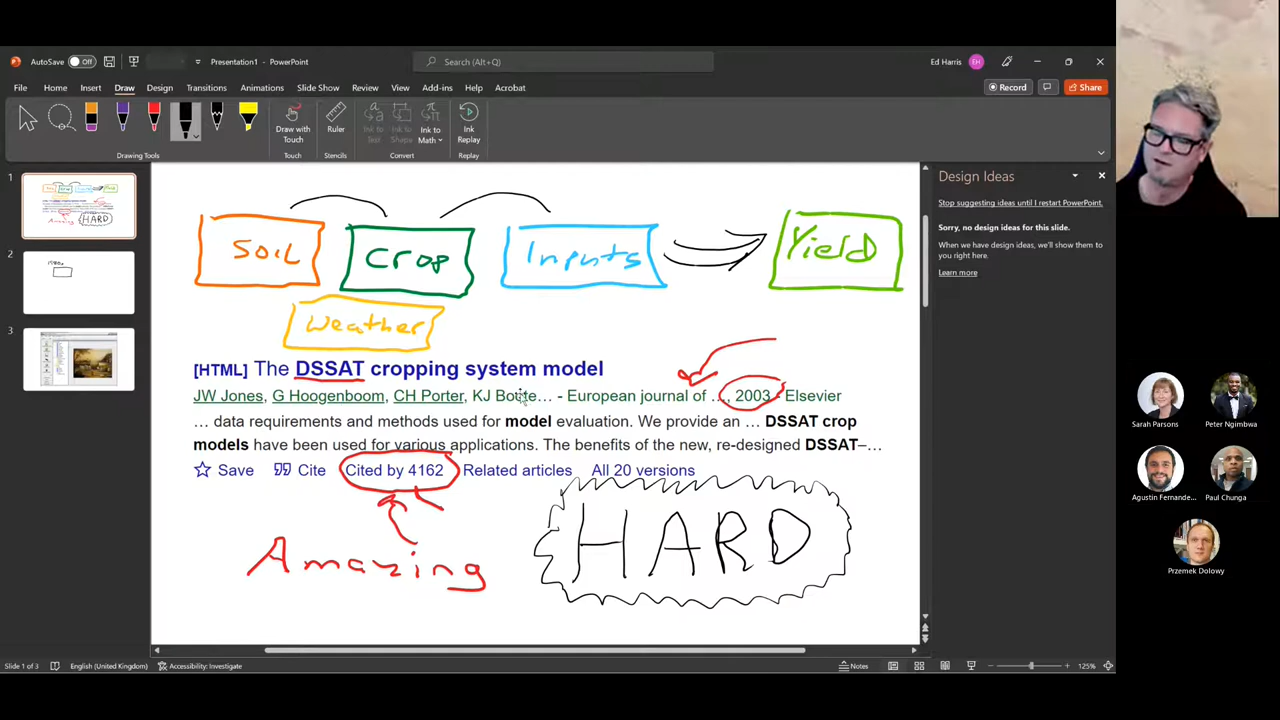 AutoSave Off Presentation1 - PowerPoint Search (Alt+Q) Ed Harris EH
File Home Insert Draw Design Transitions Animations Slide Show Review View Add-ins Help Acrobat Record Share
Draw with Touch
Ruler
Ink to Text
Ink to Shape
Ink to Math
Ink Replay
Drawing Tools Touch Stencils Convert Replay
1
2
3
Soil Crop Inputs Yield
Weather
[HTML] The DSSAT cropping system model
JW Jones, G Hoogenboom, CH Porter, KJ Boote… - European journal of …, 2003 - Elsevier
… data requirements and methods used for model evaluation. We provide an … DSSAT crop
models have been used for various applications. The benefits of the new, re-designed DSSAT–…
Save Cite Cited by 4162 Related articles All 20 versions
Amazing
HARD
Design Ideas
Stop suggesting ideas until I restart PowerPoint.
Sorry, no design ideas for this slide.
When we have design ideas, we'll show them to you right here.
Learn more
Sarah Parsons Peter Ngimbwa
Agustin Fernande... Paul Chunga
Przemek Dolowy
Slide 1 of 3 English (United Kingdom) Accessibility: Investigate Notes 125%